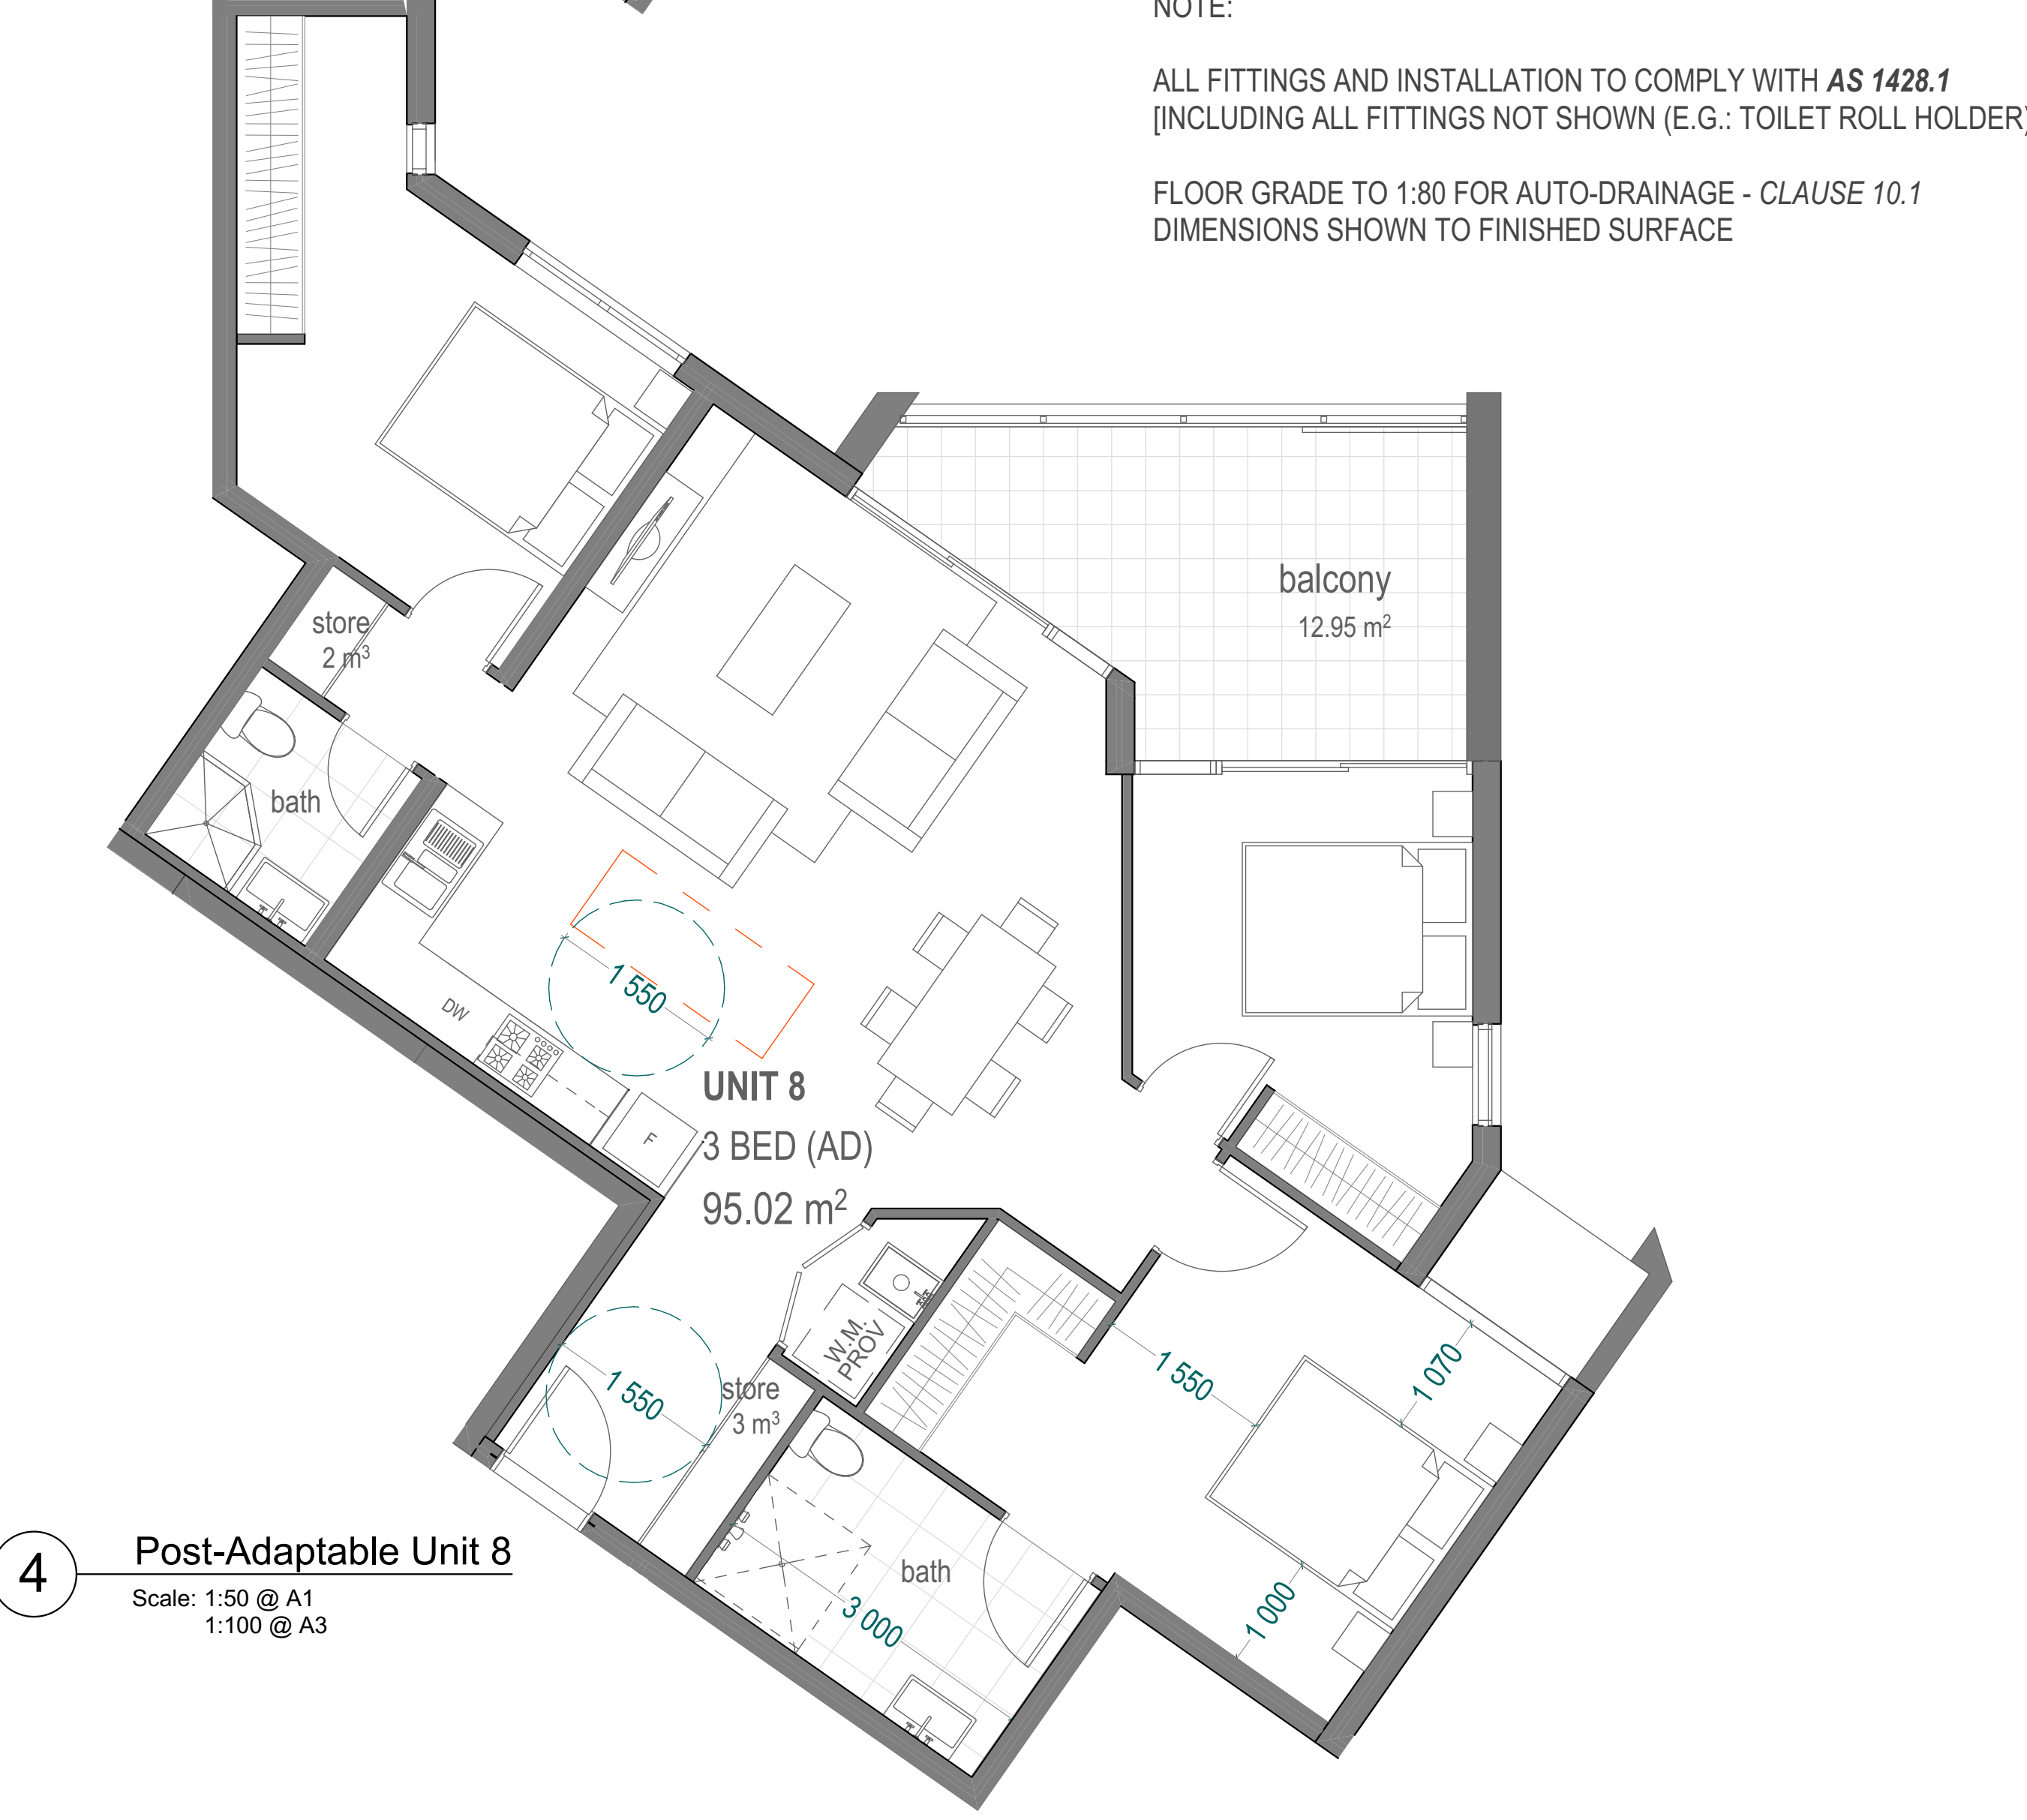 NOTE:
ALL FITTINGS AND INSTALLATION TO COMPLY WITH AS 1428.1
[INCLUDING ALL FITTINGS NOT SHOWN (E.G.: TOILET ROLL HOLDER)
FLOOR GRADE TO 1:80 FOR AUTO-DRAINAGE - CLAUSE 10.1
DIMENSIONS SHOWN TO FINISHED SURFACE
balcony
12.95 m²
store
2 m³
bath
1 550
DW
F
UNIT 8
3 BED (AD)
95.02 m²
W.M.
PROV
1 550
store
3 m³
1 550
1 070
bath
3 000
1 000
4
Post-Adaptable Unit 8
Scale: 1:50 @ A1
1:100 @ A3